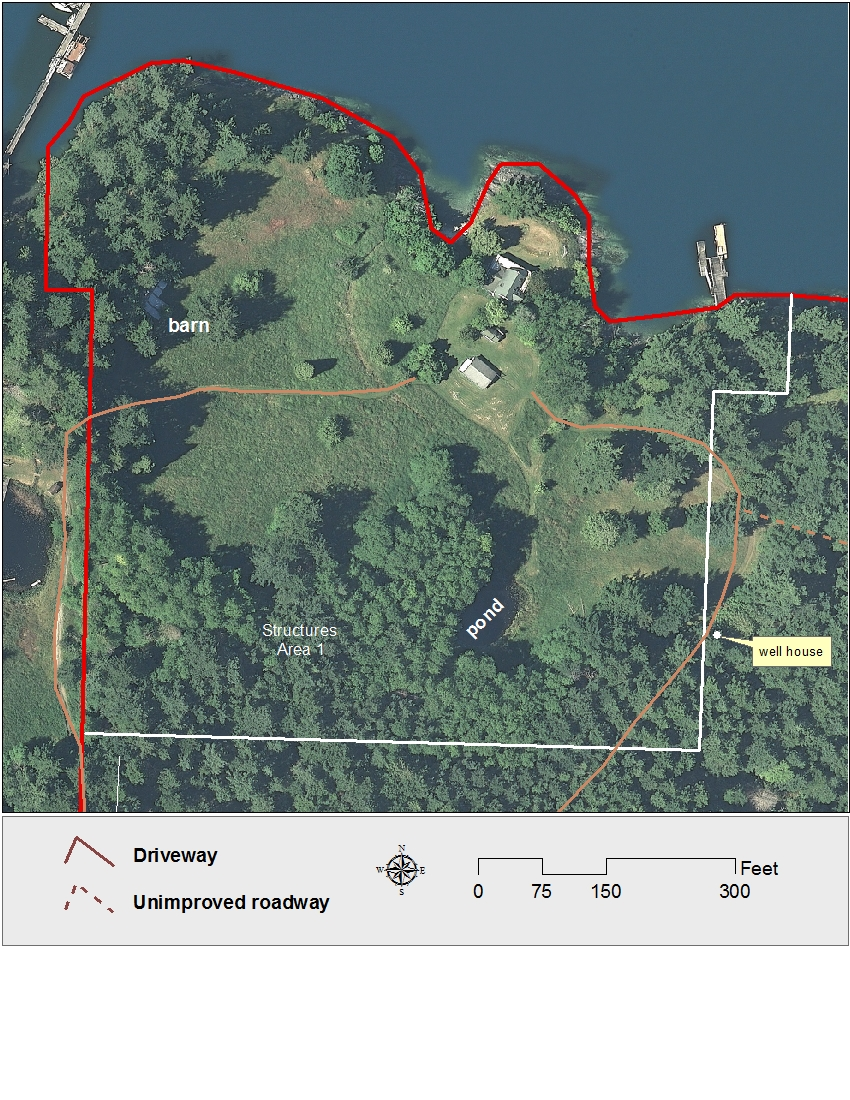 barn
Structures
Area 1
pond
well house
Driveway
Unimproved roadway
N
W E
S
Feet
0 75 150 300